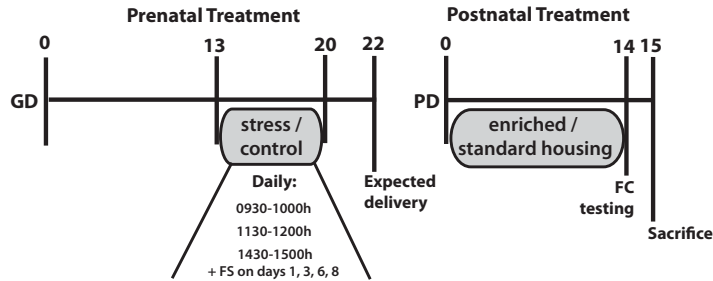 Prenatal Treatment
0
13
20
22
GD
stress /
control
Daily:
0930-1000h
1130-1200h
1430-1500h
+ FS on days 1, 3, 6, 8
Expected
delivery
Postnatal Treatment
0
14
15
PD
enriched /
standard housing
FC
testing
Sacrifice